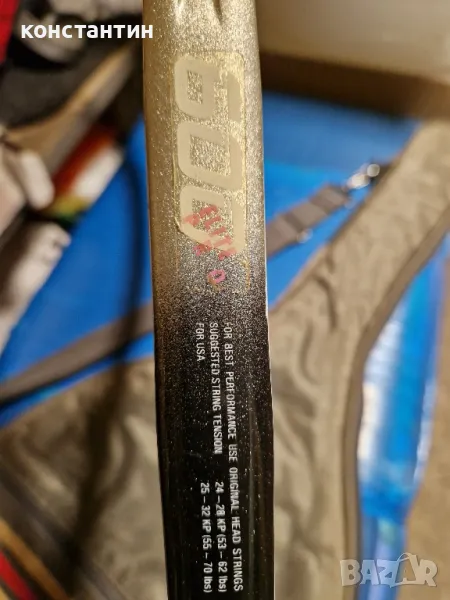 константин
600
FOR BEST PERFORMANCE USE ORIGINAL HEAD STRINGS
SUGGESTED STRING TENSION 24-28 KP (53 - 62 lbs)
FOR USA 25 - 32 KP (55 - 70 lbs)
BAZAR